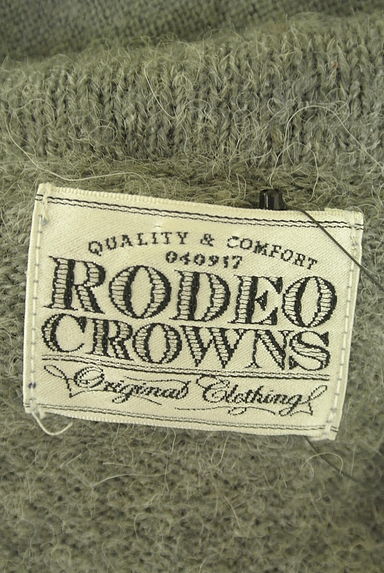 QUALITY & COMFORT
040917
RODEO
CROWNS
Original Clothing